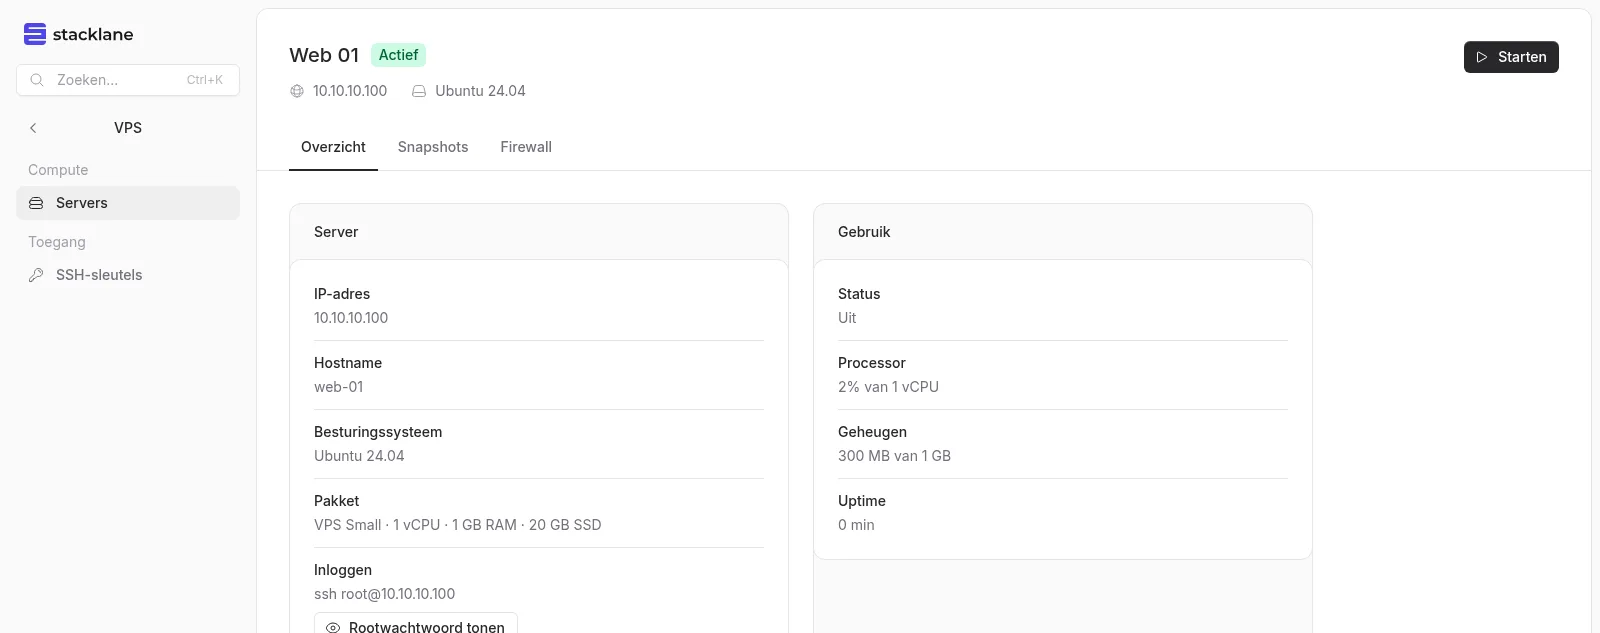 stacklane
Zoeken... Ctrl+K
VPS
Compute
Servers
Toegang
SSH-sleutels
Web 01 Actief
10.10.10.100 Ubuntu 24.04
Starten
Overzicht Snapshots Firewall
Server
IP-adres
10.10.10.100
Hostname
web-01
Besturingssysteem
Ubuntu 24.04
Pakket
VPS Small · 1 vCPU · 1 GB RAM · 20 GB SSD
Inloggen
ssh root@10.10.10.100
Rootwachtwoord tonen
Gebruik
Status
Uit
Processor
2% van 1 vCPU
Geheugen
300 MB van 1 GB
Uptime
0 min